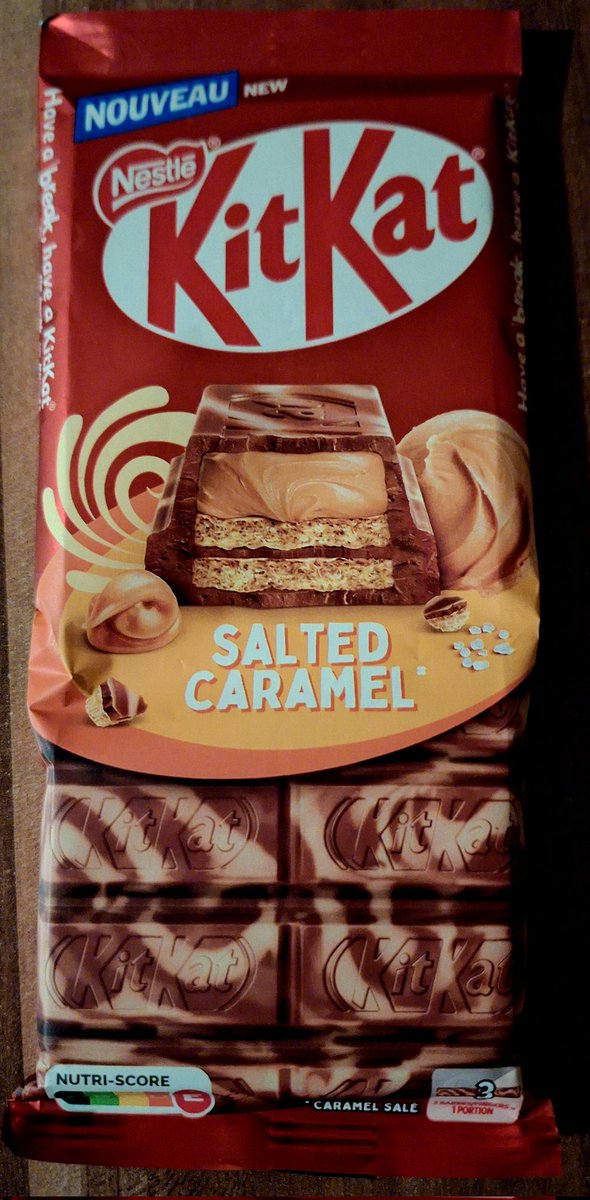 NOUVEAU NEW
Have a break, have a KitKat®
Have a break, have a KitKat
Nestlé®
KitKat®
SALTED
CARAMEL*
KitKat KitKat
KitKat KitKat
NUTRI-SCORE
E
*CARAMEL SALÉ
3
1 PORTION